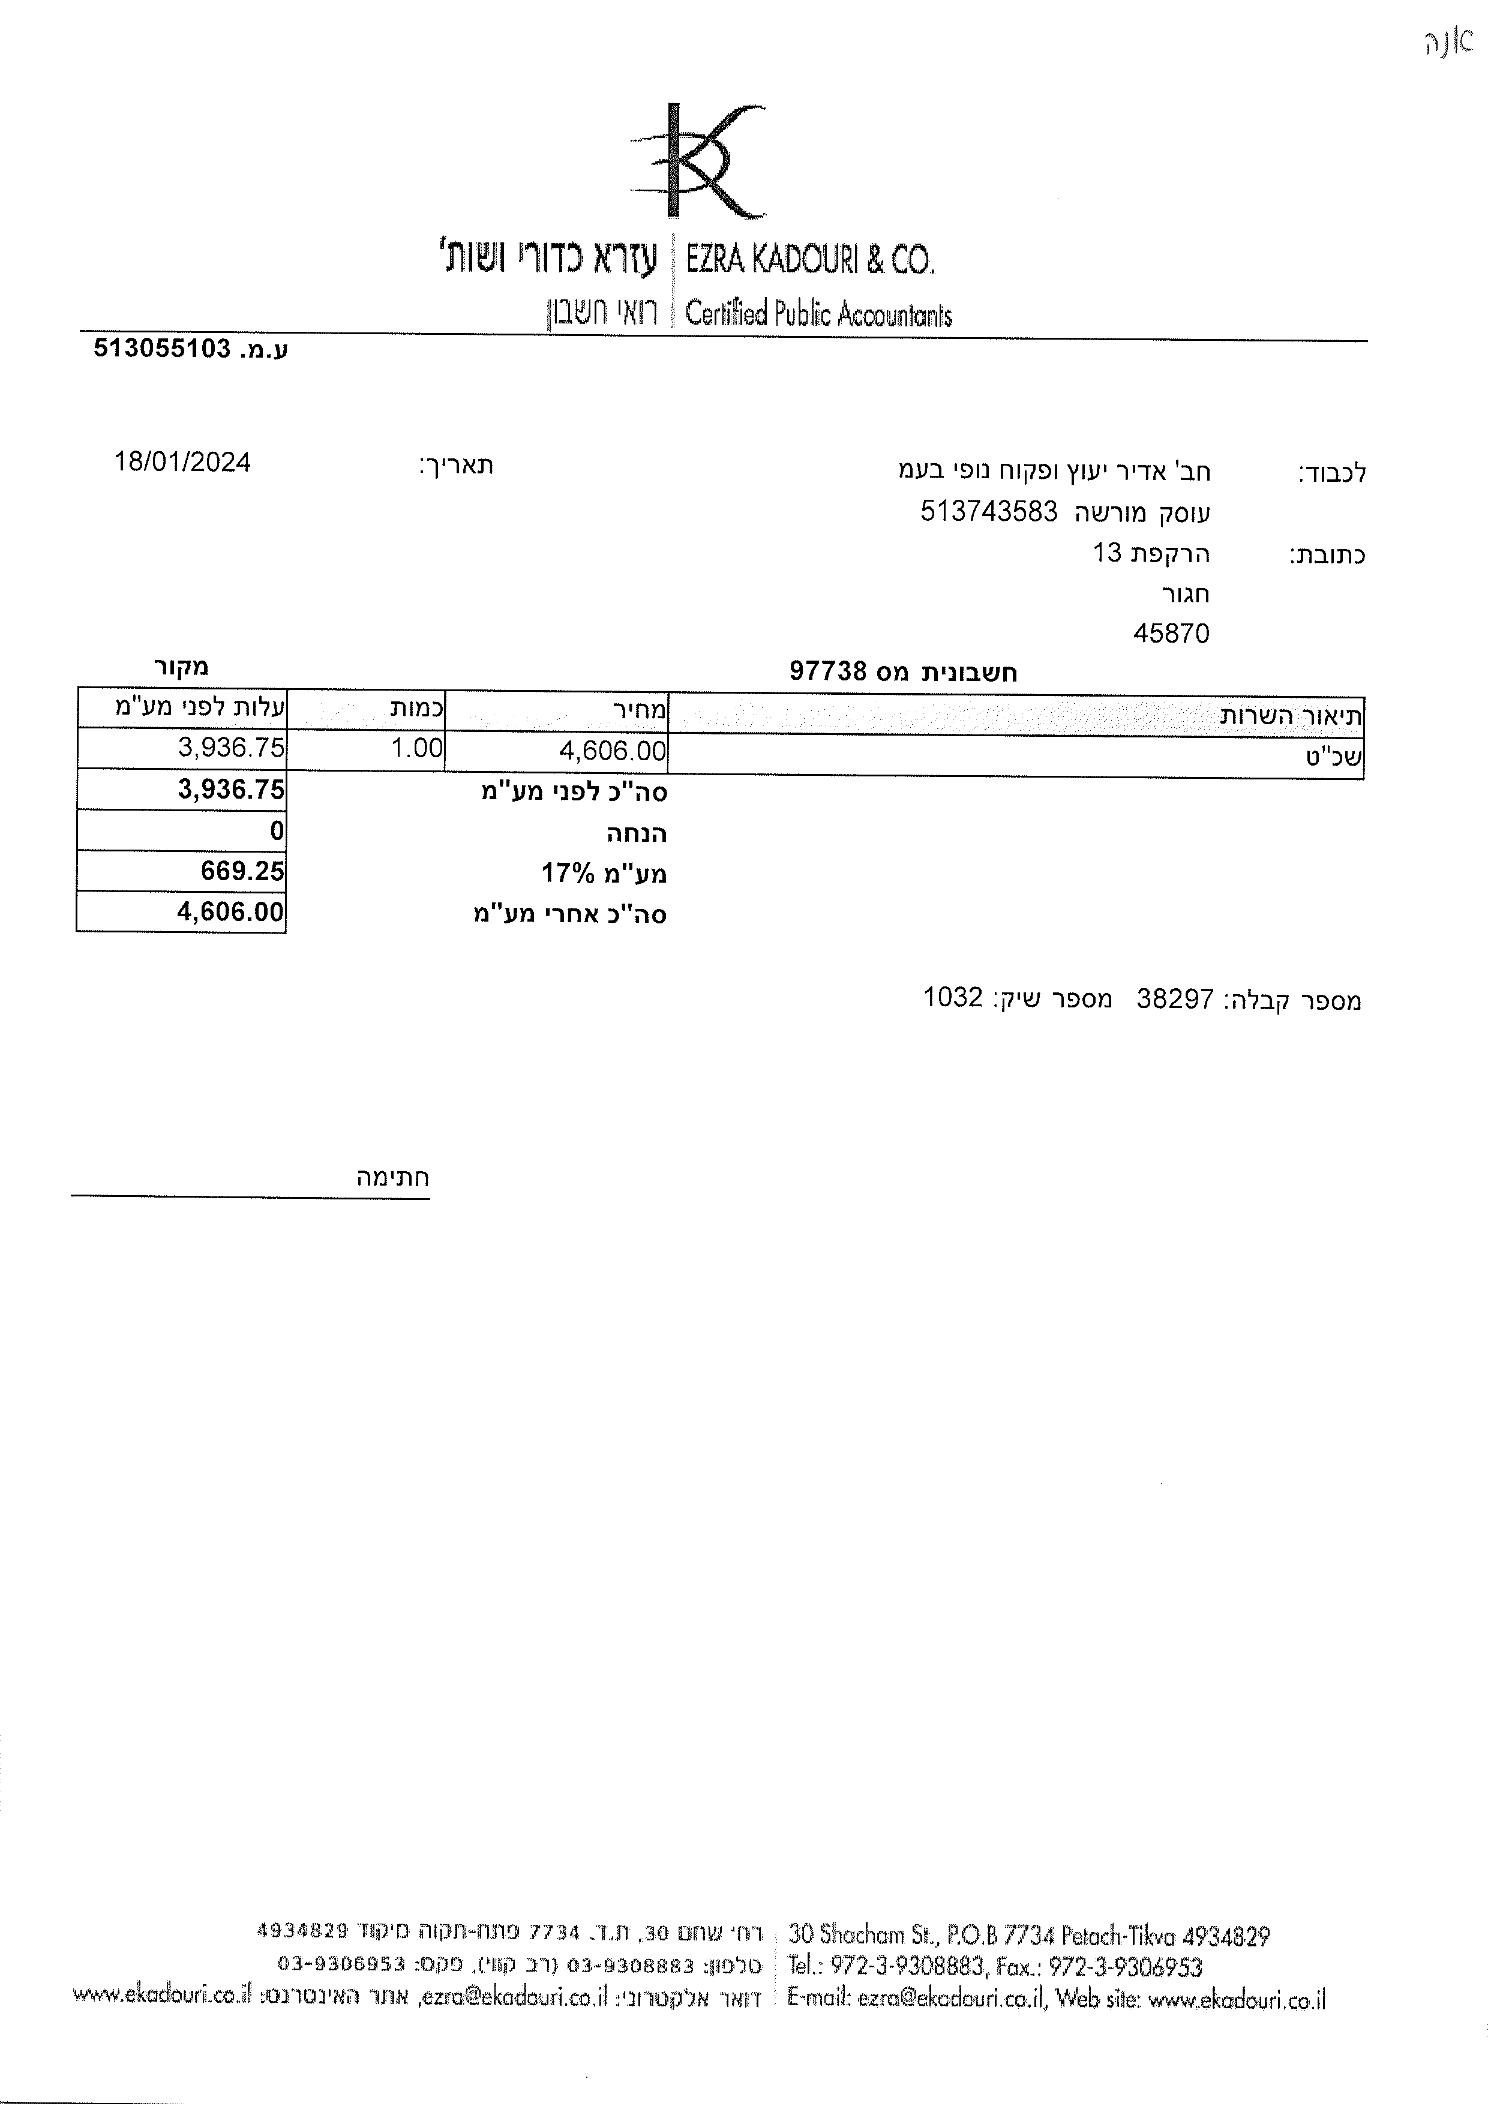 אנה
עזרא כדורי ושות' EZRA KADOURI & CO.
רואי חשבון Certified Public Accountants
ע.מ. 513055103
לכבוד: חב' אדיר יעוץ ופקוח נופי בעמ תאריך: 18/01/2024
עוסק מורשה 513743583
כתובת: הרקפת 13
חגור
45870
חשבונית מס 97738 מקור
תיאור השרות מחיר כמות עלות לפני מע"מ
שכ"ט 4,606.00 1.00 3,936.75
סה"כ לפני מע"מ 3,936.75
הנחה 0
מע"מ 17% 669.25
סה"כ אחרי מע"מ 4,606.00
מספר קבלה: 38297 מספר שיק: 1032
חתימה
רח' שחם 30, ת.ד. 7734 פתח-תקוה מיקוד 4934829
טלפון: 03-9308883 (רב קווי), פקס: 03-9306953
דואר אלקטרוני: ezra@ekadouri.co.il, אתר האינטרנט: www.ekadouri.co.il
30 Shacham St., P.O.B 7734 Petach-Tikva 4934829
Tel.: 972-3-9308883, Fax.: 972-3-9306953
E-mail: ezra@ekadouri.co.il, Web site: www.ekadouri.co.il